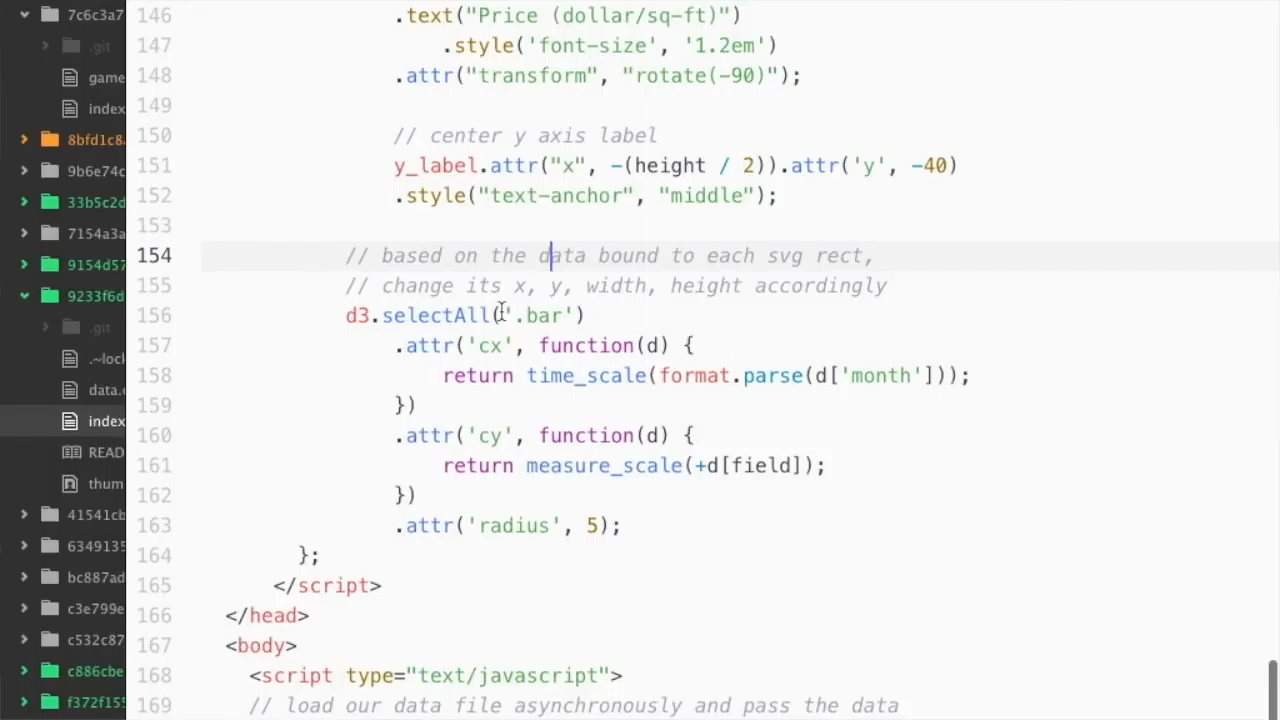 7c6c3a7
.git
game
index
8bfd1c8
9b6e74c
33b5c2d
7154a3a
9154d57
9233f6d
.git
.~lock
data.
index
READ
thum
41541cb
6349135
bc887ad
c3e799e
c532c87
c886cbe
f372f155
146 .text("Price (dollar/sq-ft)")
147 .style('font-size', '1.2em')
148 .attr("transform", "rotate(-90)");
149
150 // center y axis label
151 y_label.attr("x", -(height / 2)).attr('y', -40)
152 .style("text-anchor", "middle");
153
154 // based on the data bound to each svg rect,
155 // change its x, y, width, height accordingly
156 d3.selectAll('.bar')
157 .attr('cx', function(d) {
158 return time_scale(format.parse(d['month']));
159 })
160 .attr('cy', function(d) {
161 return measure_scale(+d[field]);
162 })
163 .attr('radius', 5);
164 };
165 </script>
166 </head>
167 <body>
168 <script type="text/javascript">
169 // load our data file asynchronously and pass the data